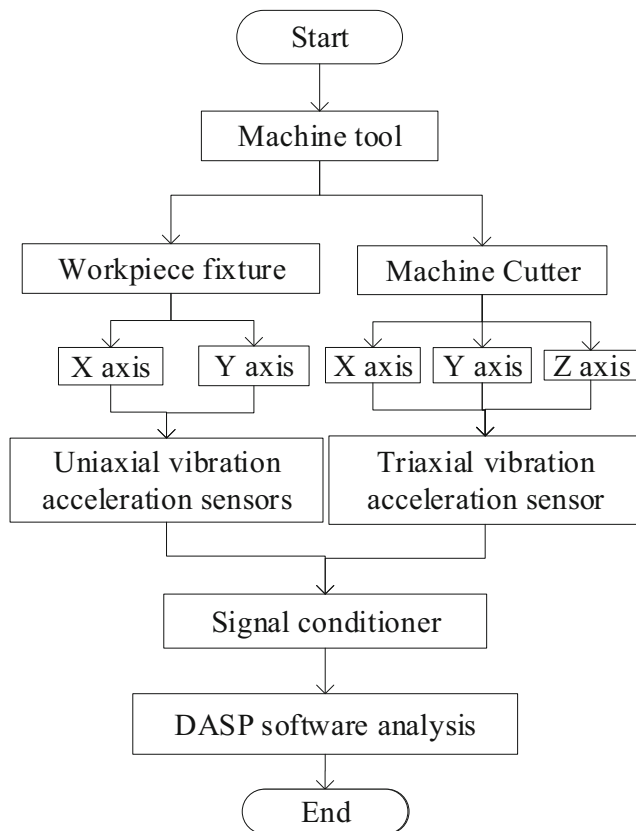 Start
Machine tool
Workpiece fixture
Machine Cutter
X axis
Y axis
X axis
Y axis
Z axis
Uniaxial vibration
acceleration sensors
Triaxial vibration
acceleration sensor
Signal conditioner
DASP software analysis
End